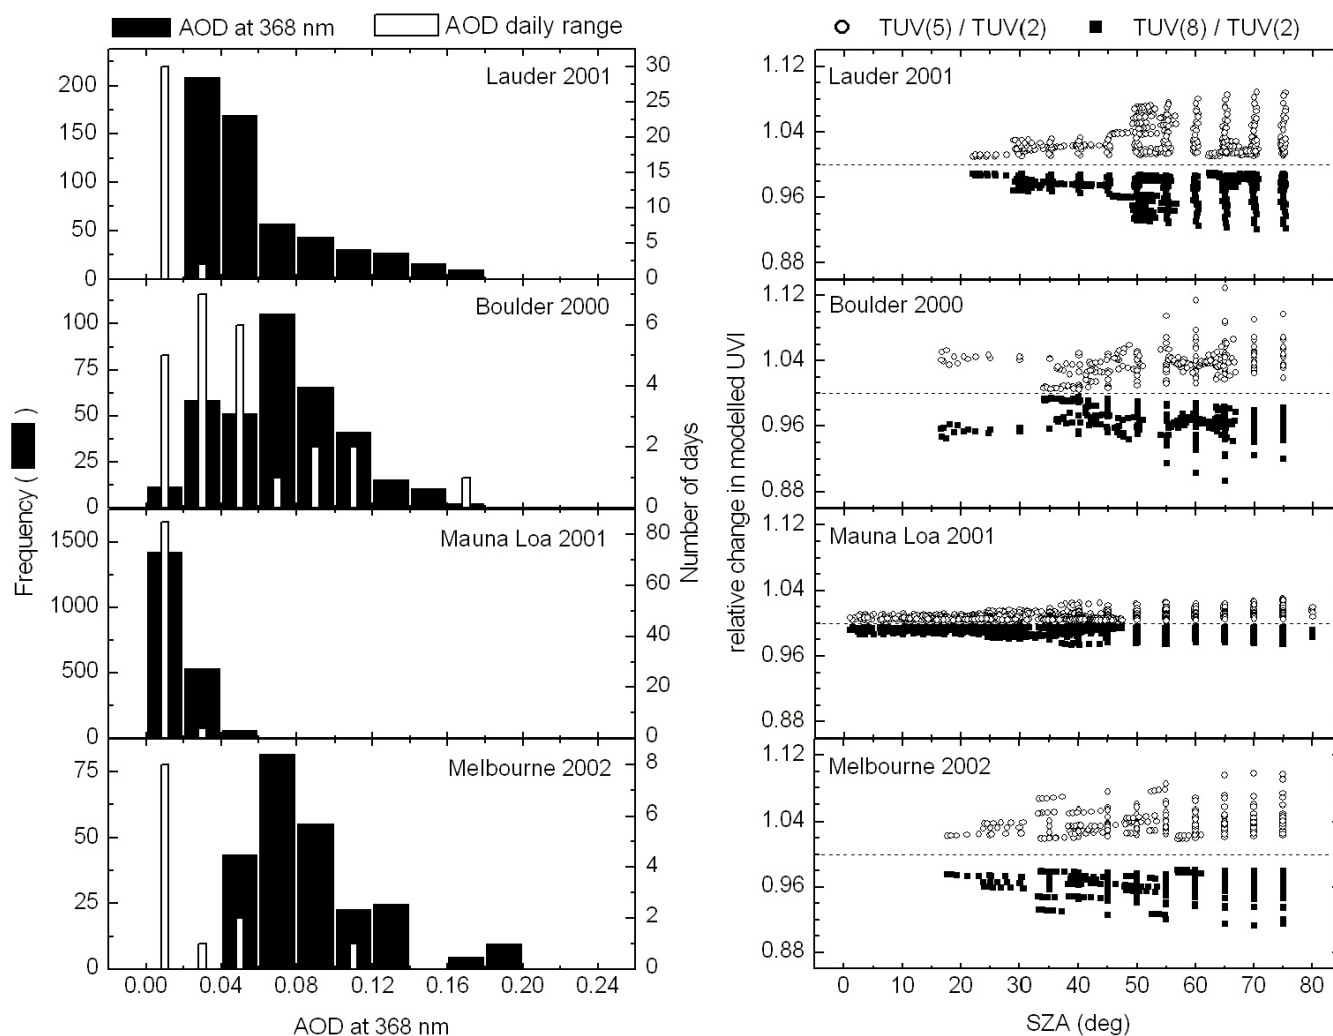 AOD at 368 nm
AOD daily range
TUV(5) / TUV(2)
TUV(8) / TUV(2)
Lauder 2001
200
150
100
50
0
30
25
20
15
10
5
0
Boulder 2000
100
75
50
25
0
6
4
2
0
Mauna Loa 2001
1500
1000
500
0
80
60
40
20
0
Melbourne 2002
75
50
25
0
8
6
4
2
0
0.00 0.04 0.08 0.12 0.16 0.20 0.24
AOD at 368 nm
Frequency ( )
Number of days
Lauder 2001
1.12
1.04
0.96
0.88
Boulder 2000
1.12
1.04
0.96
0.88
Mauna Loa 2001
1.12
1.04
0.96
0.88
Melbourne 2002
1.12
1.04
0.96
0.88
0 10 20 30 40 50 60 70 80
SZA (deg)
relative change in modelled UVI